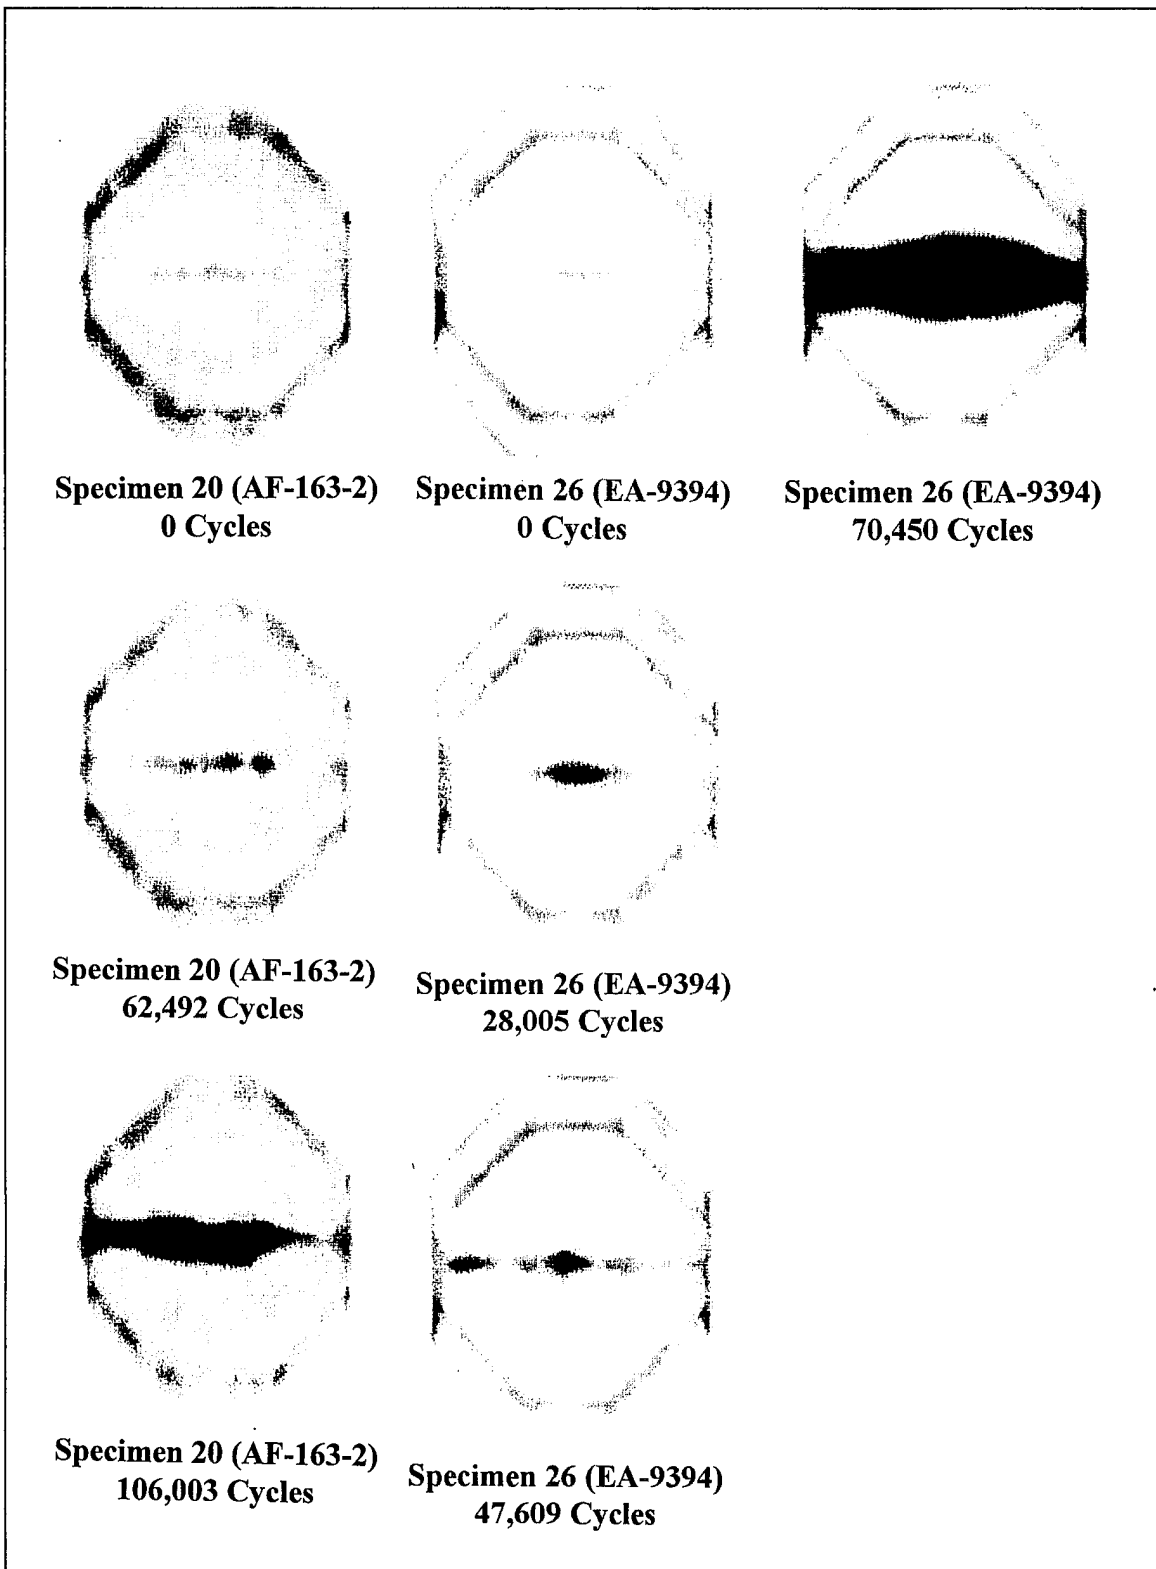 Specimen 20 (AF-163-2)
0 Cycles
Specimen 26 (EA-9394)
0 Cycles
Specimen 26 (EA-9394)
70,450 Cycles
Specimen 20 (AF-163-2)
62,492 Cycles
Specimen 26 (EA-9394)
28,005 Cycles
Specimen 20 (AF-163-2)
106,003 Cycles
Specimen 26 (EA-9394)
47,609 Cycles